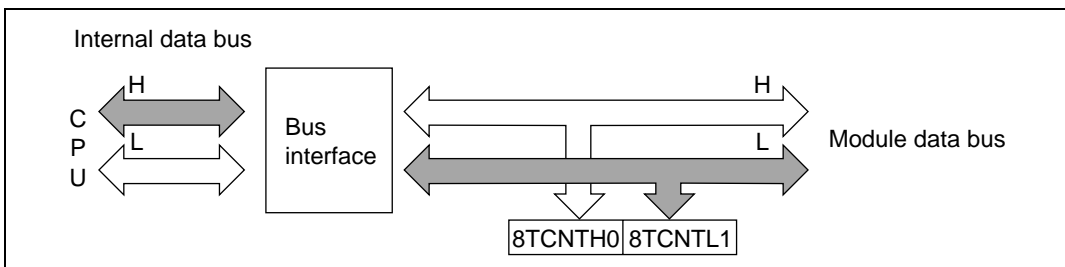 Internal data bus
H
H
C
P
U
L
L
Bus
interface
Module data bus
8TCNTH0
8TCNTL1